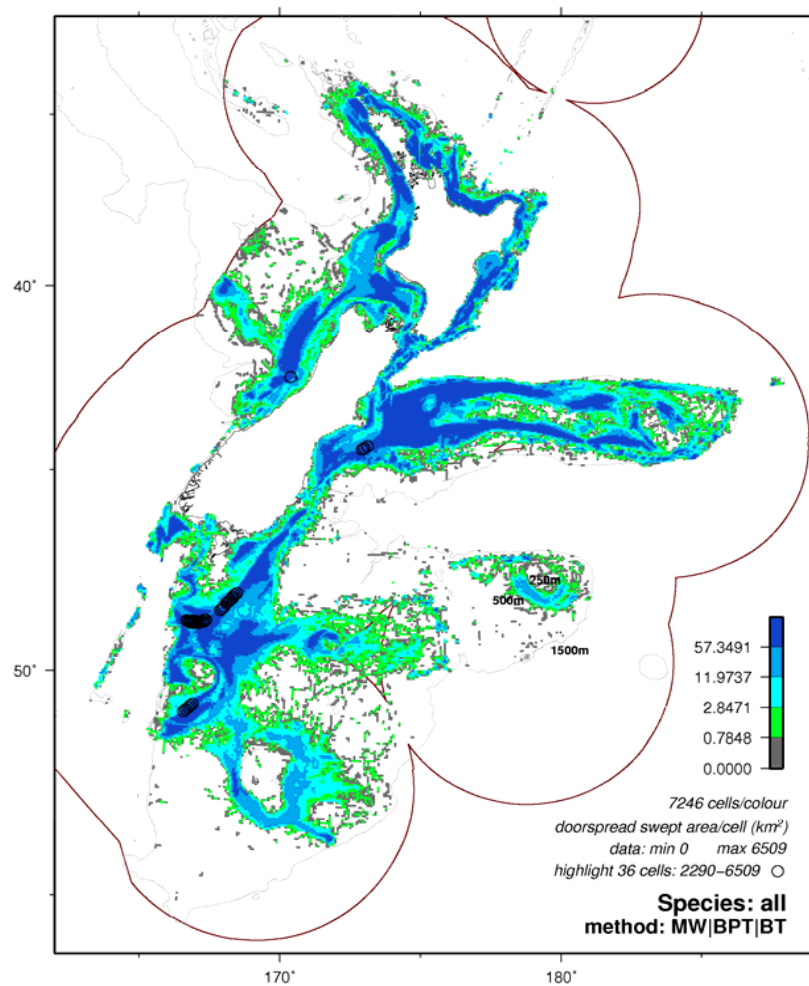 40°
250m
500m
1500m
50°
57.3491
11.9737
2.8471
0.7848
0.0000
7246 cells/colour
doorspread swept area/cell (km²)
data: min 0 max 6509
highlight 36 cells: 2290−6509
Species: all
method: MW|BPT|BT
170° 180°